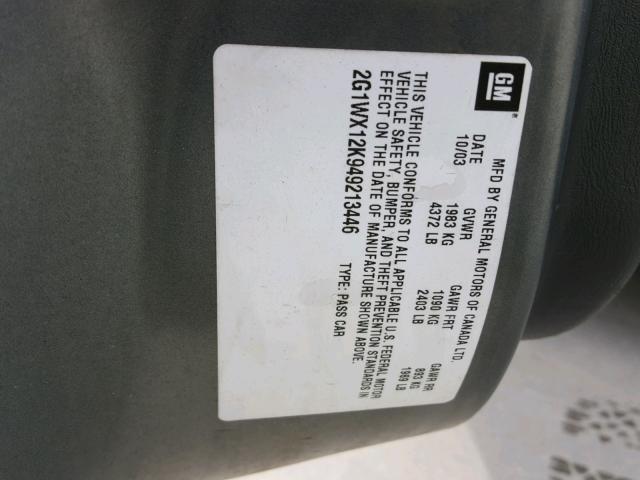 GM
MFD BY GENERAL MOTORS OF CANADA LTD.
DATE GVWR GAWR FRT GAWR RR
10/03 1983 KG 1090 KG 893 KG
4372 LB 2403 LB 1969 LB
THIS VEHICLE CONFORMS TO ALL APPLICABLE U.S. FEDERAL MOTOR
VEHICLE SAFETY, BUMPER, AND THEFT PREVENTION STANDARDS IN
EFFECT ON THE DATE OF MANUFACTURE SHOWN ABOVE.
2G1WX12K949213446 TYPE: PASS CAR